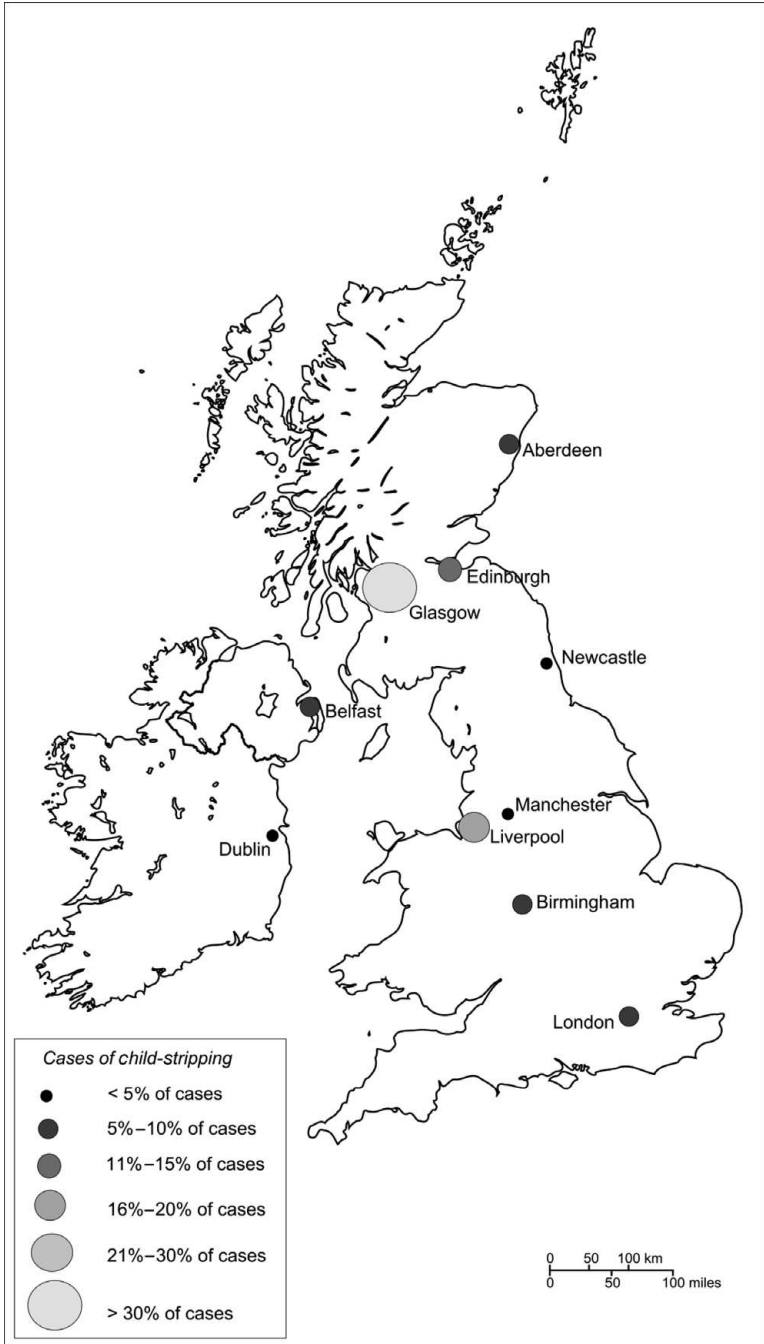 Aberdeen
Edinburgh
Glasgow
Newcastle
Belfast
Manchester
Liverpool
Dublin
Birmingham
London
Cases of child-stripping
< 5% of cases
5%–10% of cases
11%–15% of cases
16%–20% of cases
21%–30% of cases
> 30% of cases
0 50 100 km
0 50 100 miles